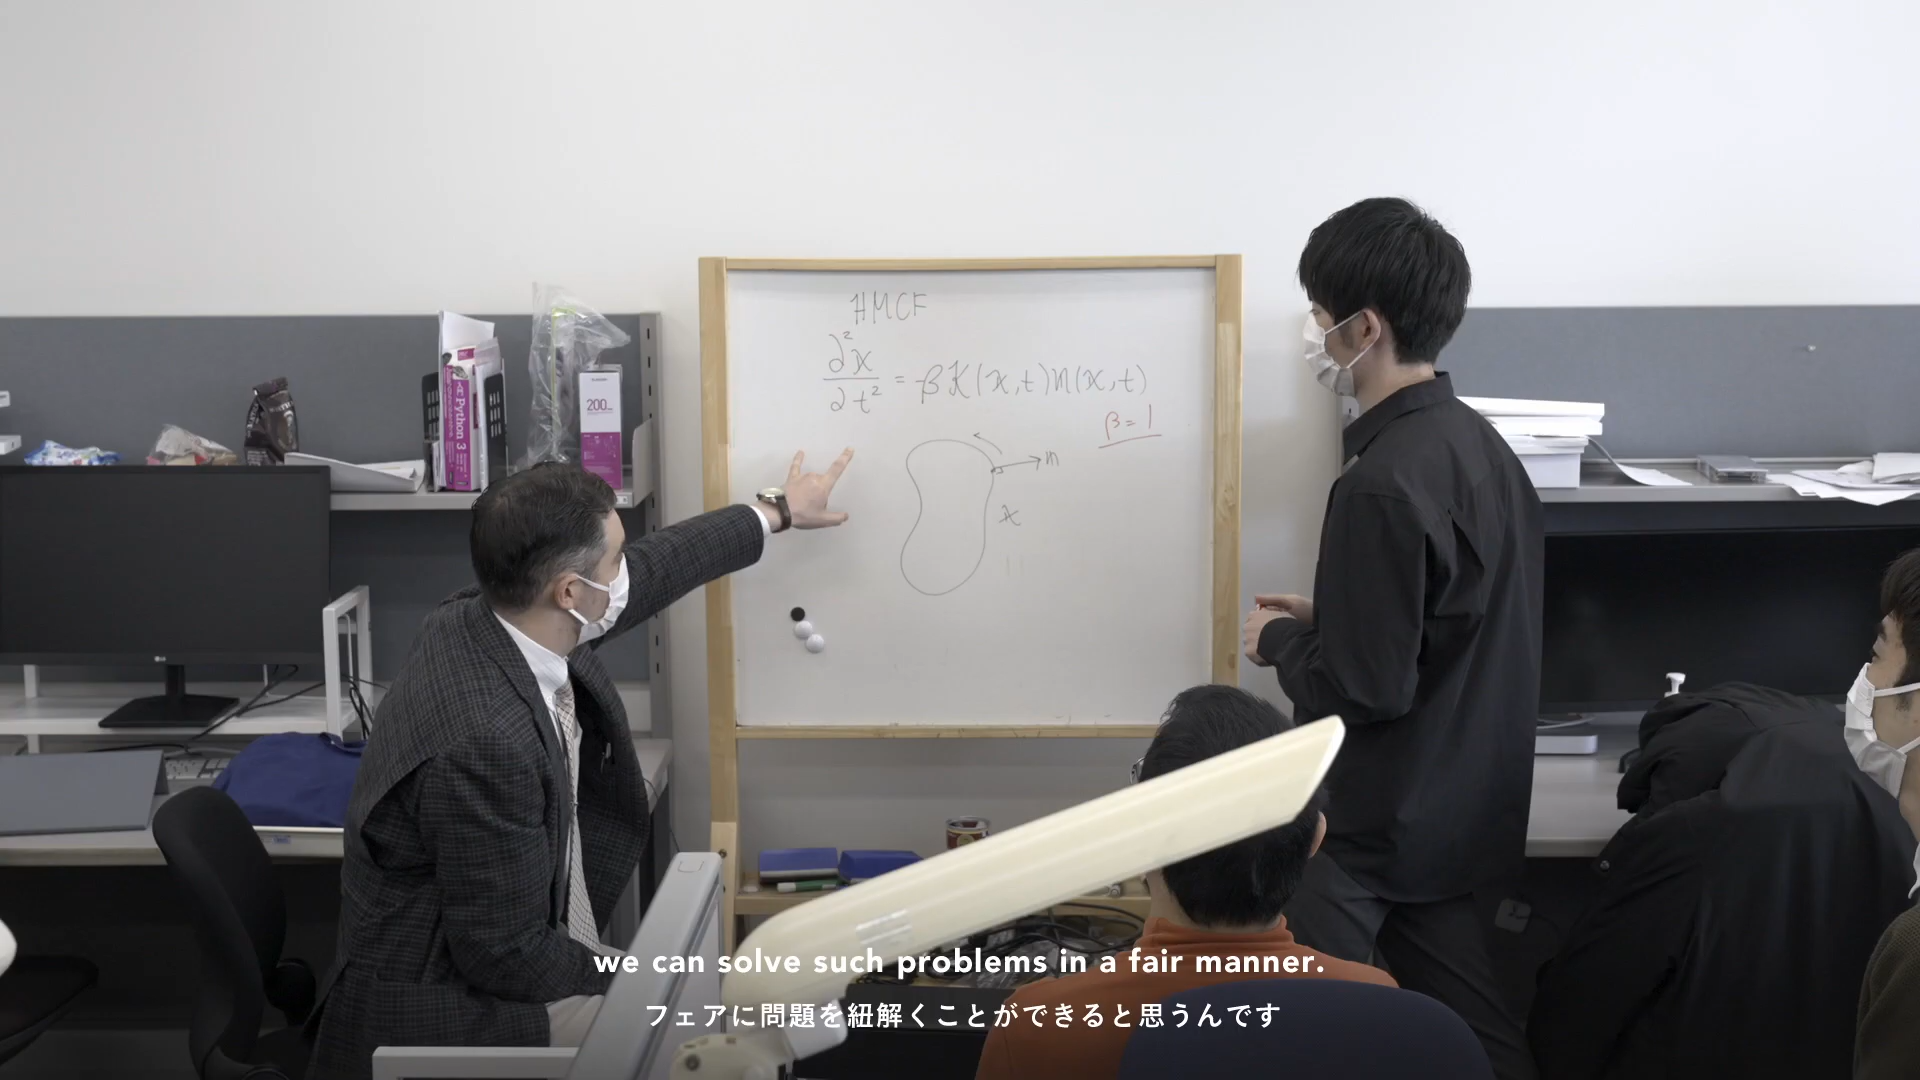 HMCF
∂²x/∂t² = -βK(x,t)n(x,t)
β=1
n
x
Python 3
200
LG
we can solve such problems in a fair manner.
フェアに問題を紐解くことができると思うんです